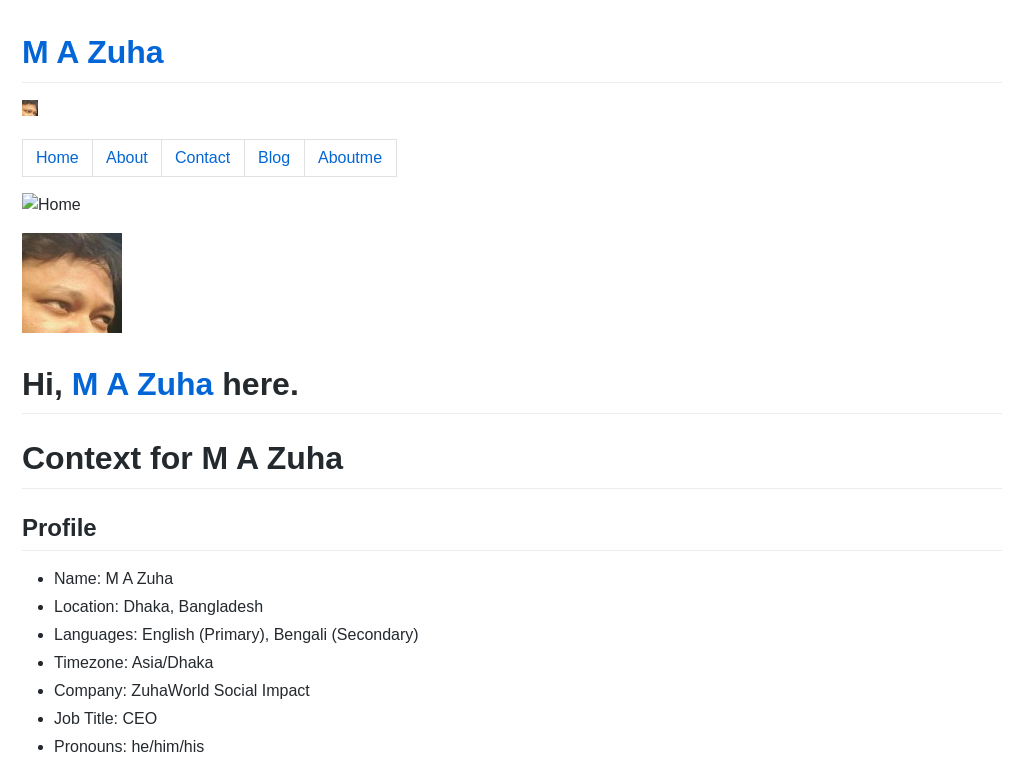 M A Zuha
Home About Contact Blog Aboutme
Home
Hi, M A Zuha here.
Context for M A Zuha
Profile
Name: M A Zuha
Location: Dhaka, Bangladesh
Languages: English (Primary), Bengali (Secondary)
Timezone: Asia/Dhaka
Company: ZuhaWorld Social Impact
Job Title: CEO
Pronouns: he/him/his